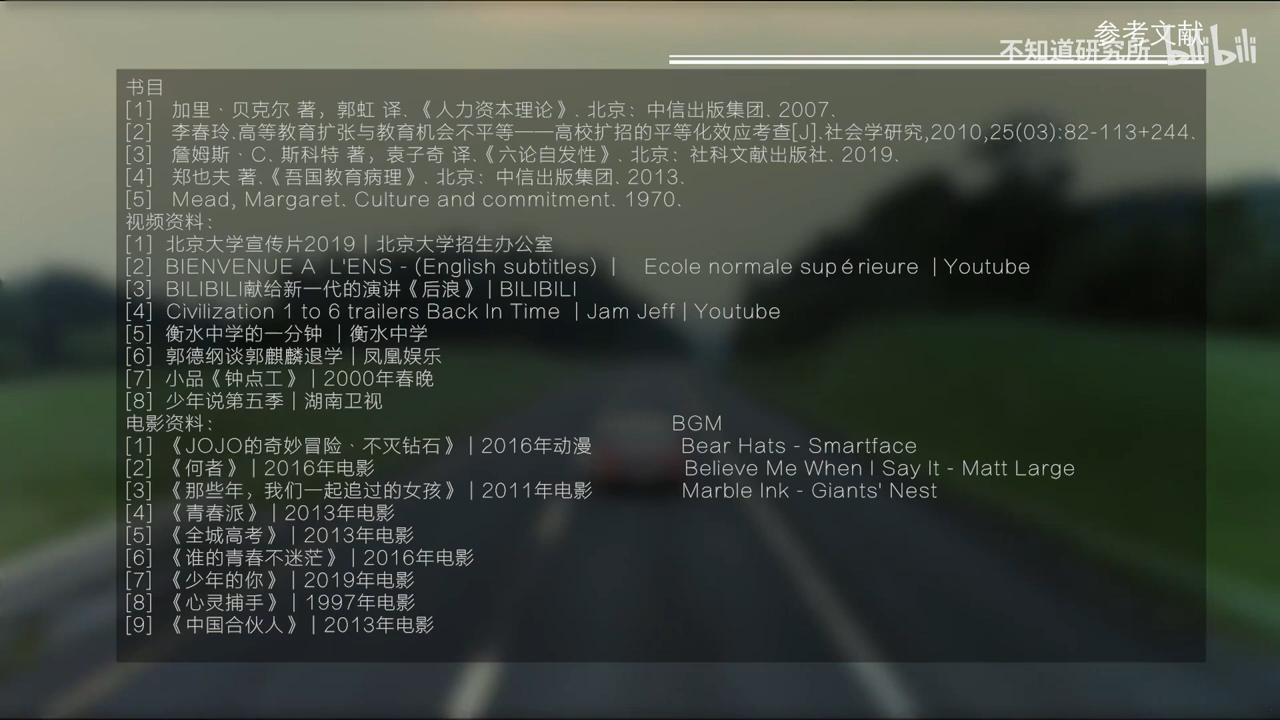 参考文献
不知道研究所 bilibili
书目
[1] 加里·贝克尔 著，郭虹 译.《人力资本理论》. 北京：中信出版集团. 2007.
[2] 李春玲.高等教育扩张与教育机会不平等——高校扩招的平等化效应考查[J].社会学研究,2010,25(03):82-113+244.
[3] 詹姆斯·C. 斯科特 著，袁子奇 译.《六论自发性》. 北京：社科文献出版社. 2019.
[4] 郑也夫 著.《吾国教育病理》. 北京：中信出版集团. 2013.
[5] Mead, Margaret. Culture and commitment. 1970.
视频资料：
[1] 北京大学宣传片2019 | 北京大学招生办公室
[2] BIENVENUE A L'ENS - (English subtitles) | Ecole normale supérieure | Youtube
[3] BILIBILI献给新一代的演讲《后浪》 | BILIBILI
[4] Civilization 1 to 6 trailers Back In Time | Jam Jeff | Youtube
[5] 衡水中学的一分钟 | 衡水中学
[6] 郭德纲谈郭麒麟退学 | 凤凰娱乐
[7] 小品《钟点工》 | 2000年春晚
[8] 少年说第五季 | 湖南卫视
电影资料：
[1] 《JOJO的奇妙冒险·不灭钻石》 | 2016年动漫
[2] 《何者》 | 2016年电影
[3] 《那些年，我们一起追过的女孩》 | 2011年电影
[4] 《青春派》 | 2013年电影
[5] 《全城高考》 | 2013年电影
[6] 《谁的青春不迷茫》 | 2016年电影
[7] 《少年的你》 | 2019年电影
[8] 《心灵捕手》 | 1997年电影
[9] 《中国合伙人》 | 2013年电影
BGM
Bear Hats - Smartface
Believe Me When I Say It - Matt Large
Marble Ink - Giants' Nest